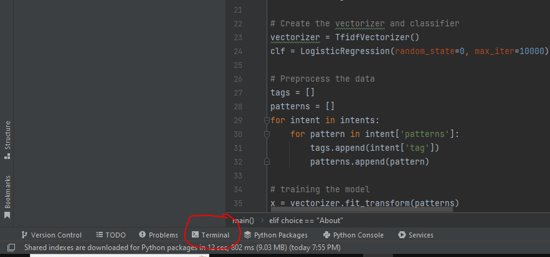 21
22 # Create the vectorizer and classifier
23 vectorizer = TfidfVectorizer()
24 clf = LogisticRegression(random_state=0, max_iter=10000)
25
26
27 # Preprocess the data
27 tags = []
28 patterns = []
29 for intent in intents:
30 for pattern in intent['patterns']:
31 tags.append(intent['tag'])
32 patterns.append(pattern)
33
34 # training the model
35 x = vectorizer.fit_transform(patterns)
main() elif choice == "About"
Structure
Bookmarks
Version Control TODO Problems Terminal Python Packages Python Console Services
Shared indexes are downloaded for Python packages in 12 sec, 802 ms (9.03 MB) (today 7:55 PM)